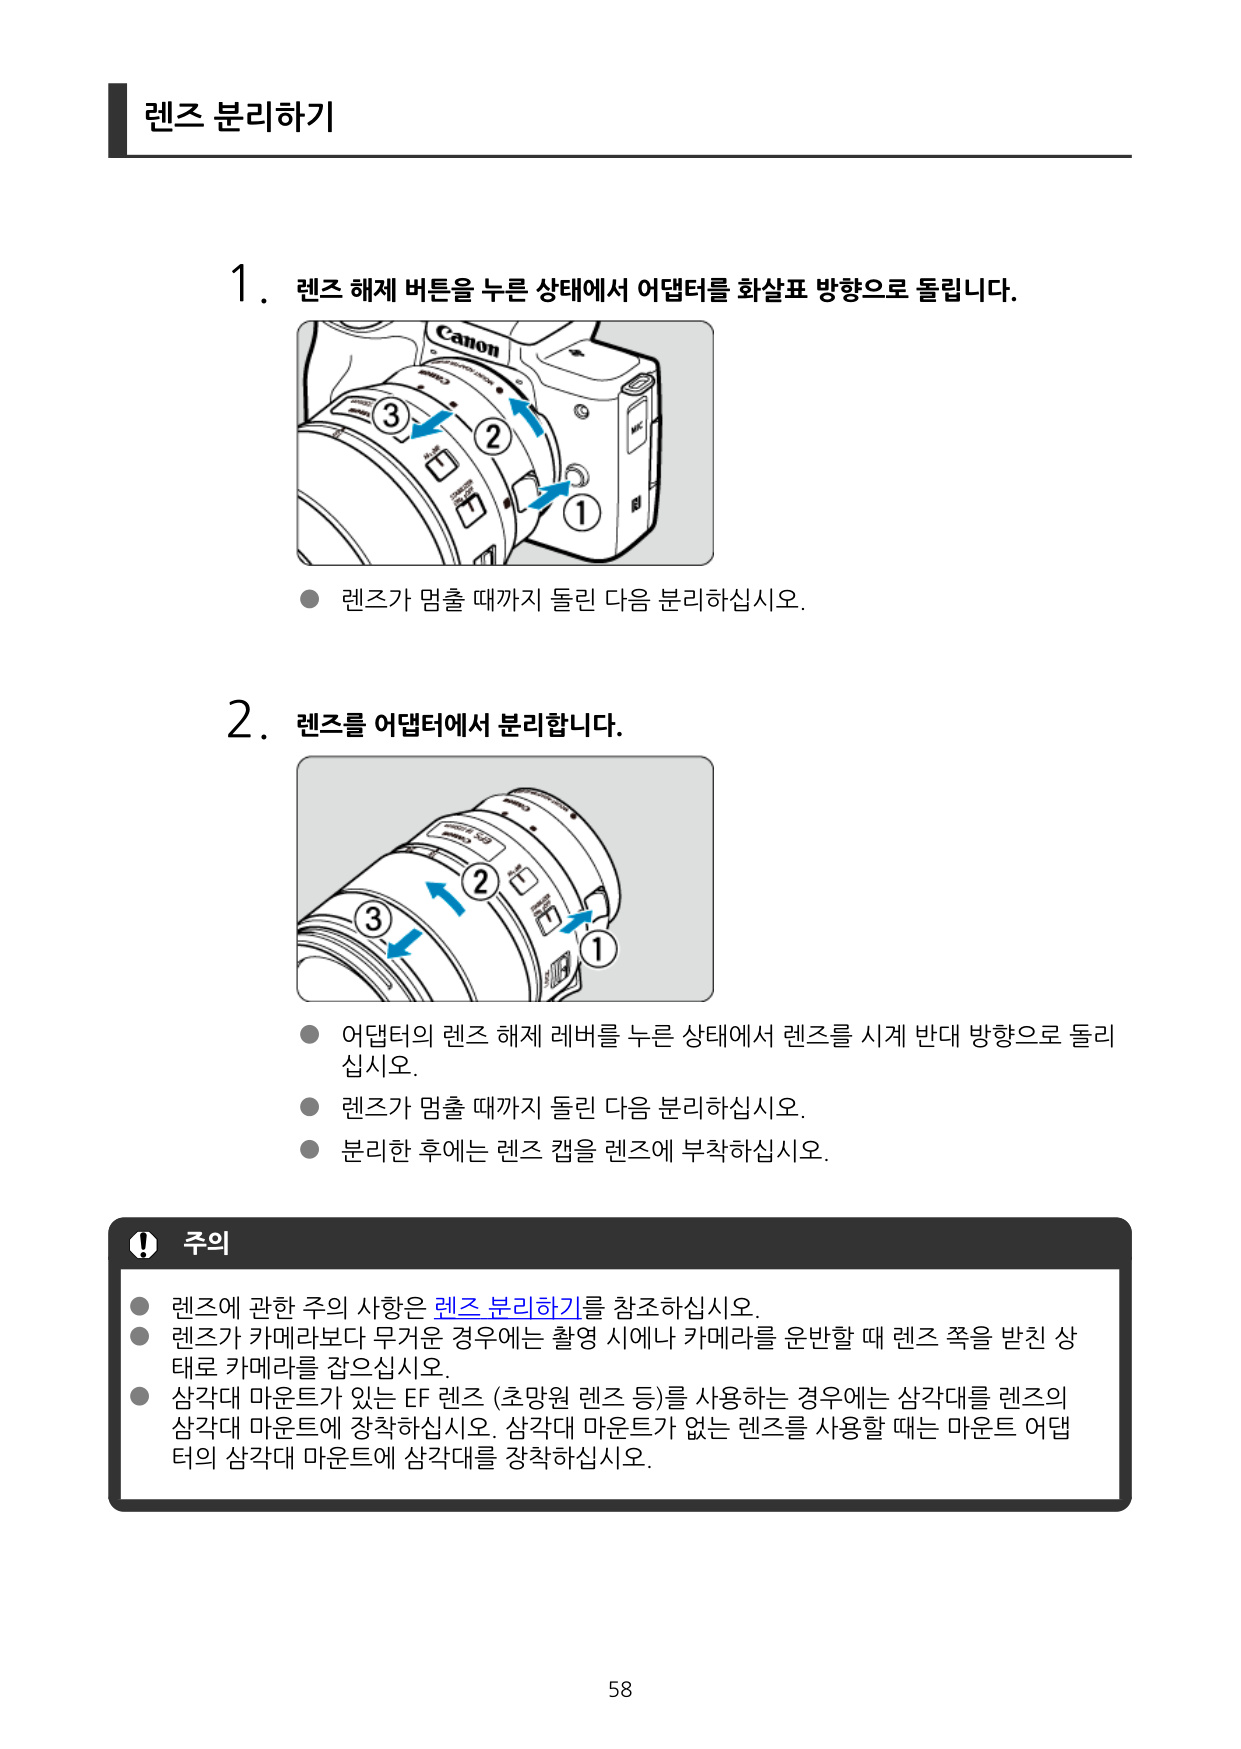 렌즈 분리하기
1. 렌즈 해제 버튼을 누른 상태에서 어댑터를 화살표 방향으로 돌립니다.
Canon
Canon
MIC
③
②
①
● 렌즈가 멈출 때까지 돌린 다음 분리하십시오.
2. 렌즈를 어댑터에서 분리합니다.
Canon
Canon
②
③
①
● 어댑터의 렌즈 해제 레버를 누른 상태에서 렌즈를 시계 반대 방향으로 돌리
십시오.
● 렌즈가 멈출 때까지 돌린 다음 분리하십시오.
● 분리한 후에는 렌즈 캡을 렌즈에 부착하십시오.
주의
● 렌즈에 관한 주의 사항은 렌즈 분리하기를 참조하십시오.
● 렌즈가 카메라보다 무거운 경우에는 촬영 시에나 카메라를 운반할 때 렌즈 쪽을 받친 상
태로 카메라를 잡으십시오.
● 삼각대 마운트가 있는 EF 렌즈 (초망원 렌즈 등)를 사용하는 경우에는 삼각대를 렌즈의
삼각대 마운트에 장착하십시오. 삼각대 마운트가 없는 렌즈를 사용할 때는 마운트 어댑
터의 삼각대 마운트에 삼각대를 장착하십시오.
58